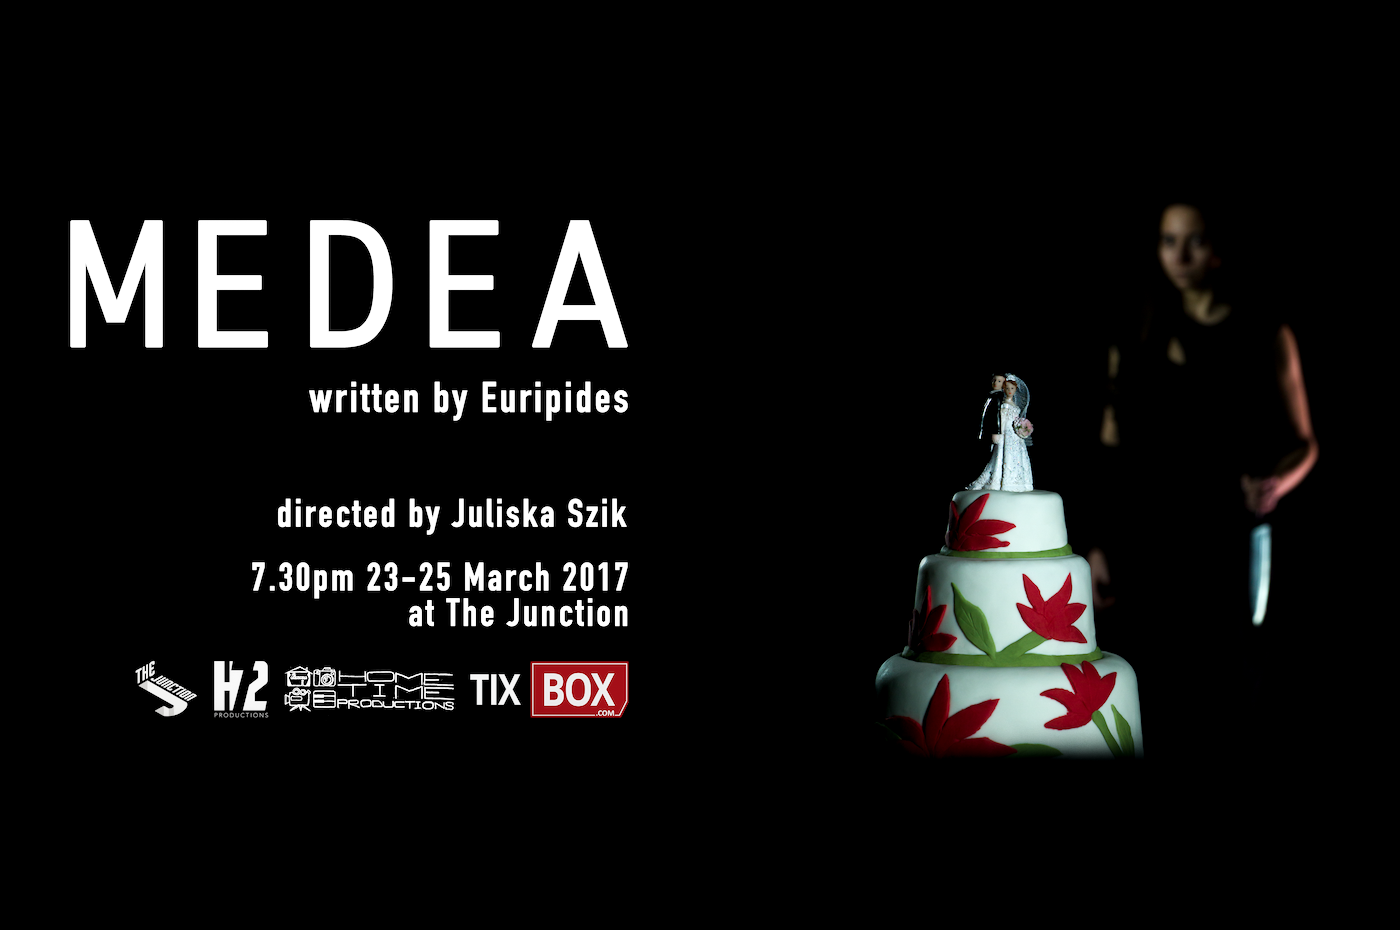 MEDEA
written by Euripides
directed by Juliska Szik
7.30pm 23-25 March 2017
at The Junction
THE JUNCTION
H2 PRODUCTIONS
HOME TIME PRODUCTIONS
TIX BOX .COM